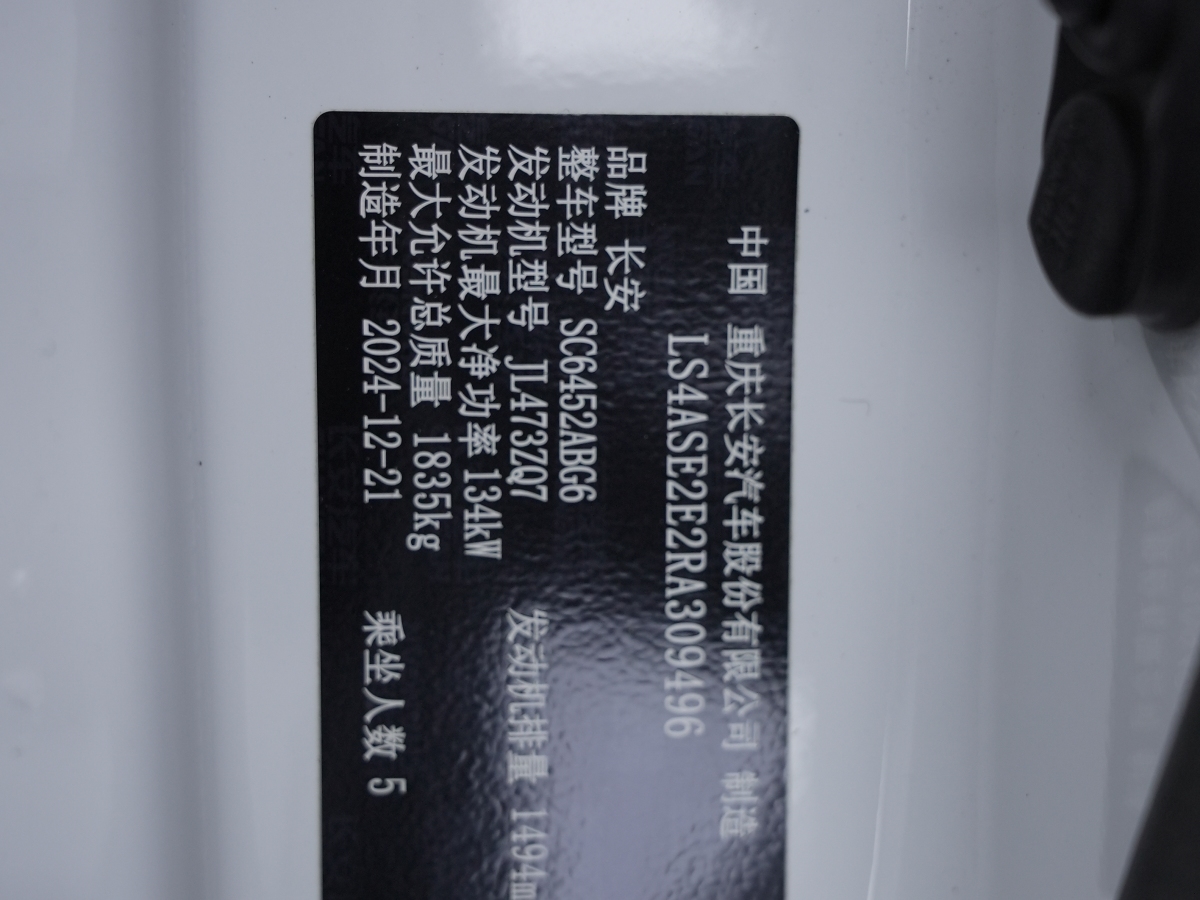 中国 重庆长安汽车股份有限公司 制造
LS4ASE2E2RA309496
品牌 长安
整车型号 SC6452ABG6
发动机型号 JL473ZQ7 发动机排量 1494m
发动机最大净功率 134kW
最大允许总质量 1835kg
制造年月 2024-12-21 乘坐人数 5